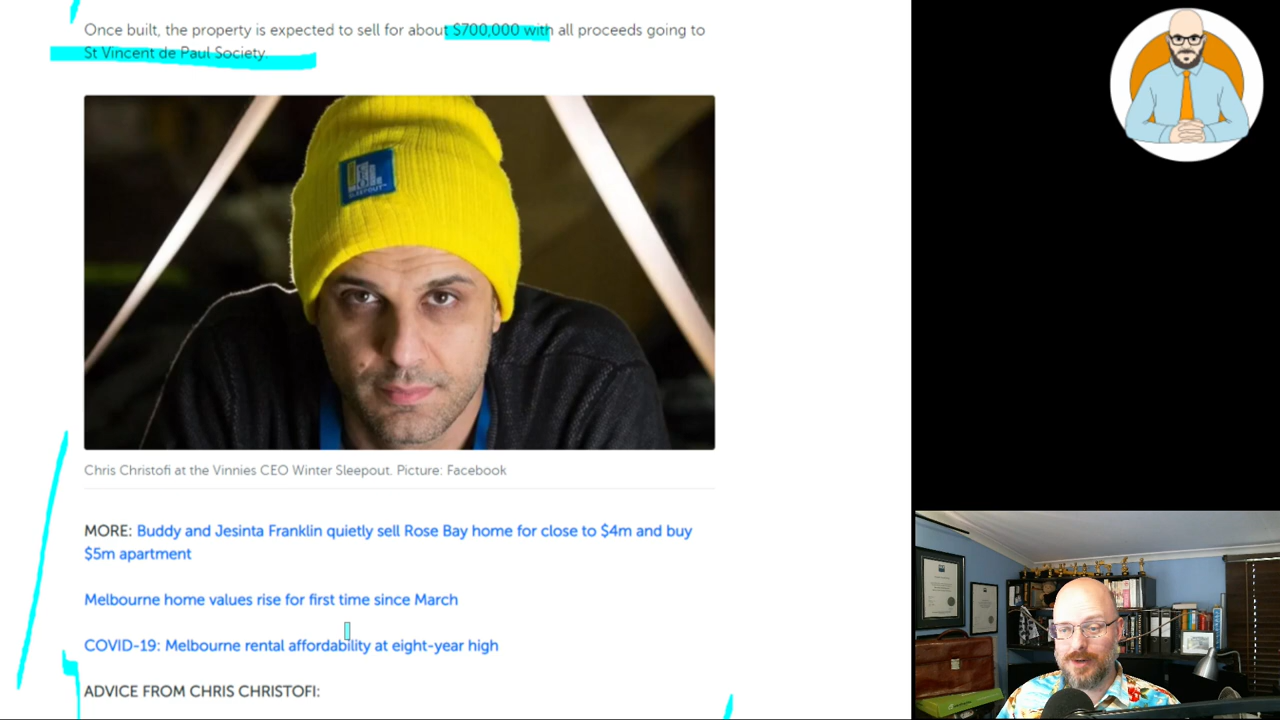 Once built, the property is expected to sell for about $700,000 with all proceeds going to
St Vincent de Paul Society.
SLEEPOUT
Chris Christofi at the Vinnies CEO Winter Sleepout. Picture: Facebook
MORE: Buddy and Jesinta Franklin quietly sell Rose Bay home for close to $4m and buy
$5m apartment
Melbourne home values rise for first time since March
COVID-19: Melbourne rental affordability at eight-year high
ADVICE FROM CHRIS CHRISTOFI: